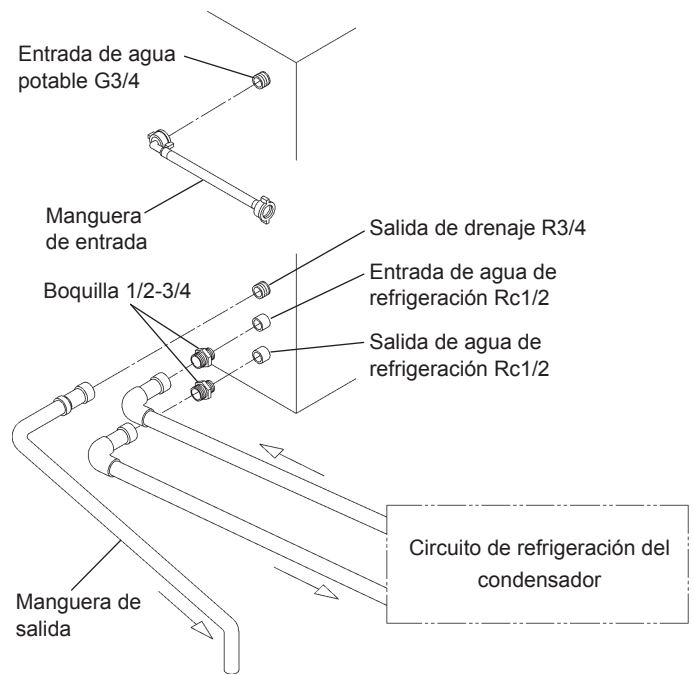 Entrada de agua
potable G3/4
Manguera
de entrada
Salida de drenaje R3/4
Boquilla 1/2-3/4
Entrada de agua de
refrigeración Rc1/2
Salida de agua de
refrigeración Rc1/2
Circuito de refrigeración del
condensador
Manguera de
salida